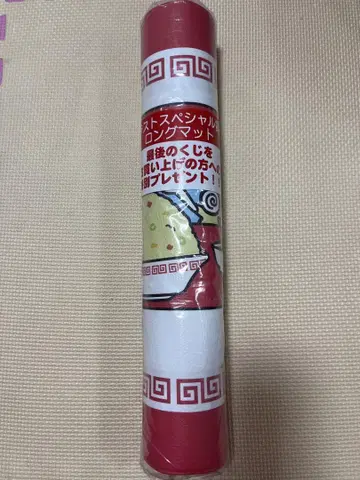 ストスペシャル
ロングマット
最後のくじを
買い上げの方へ
プレゼント！